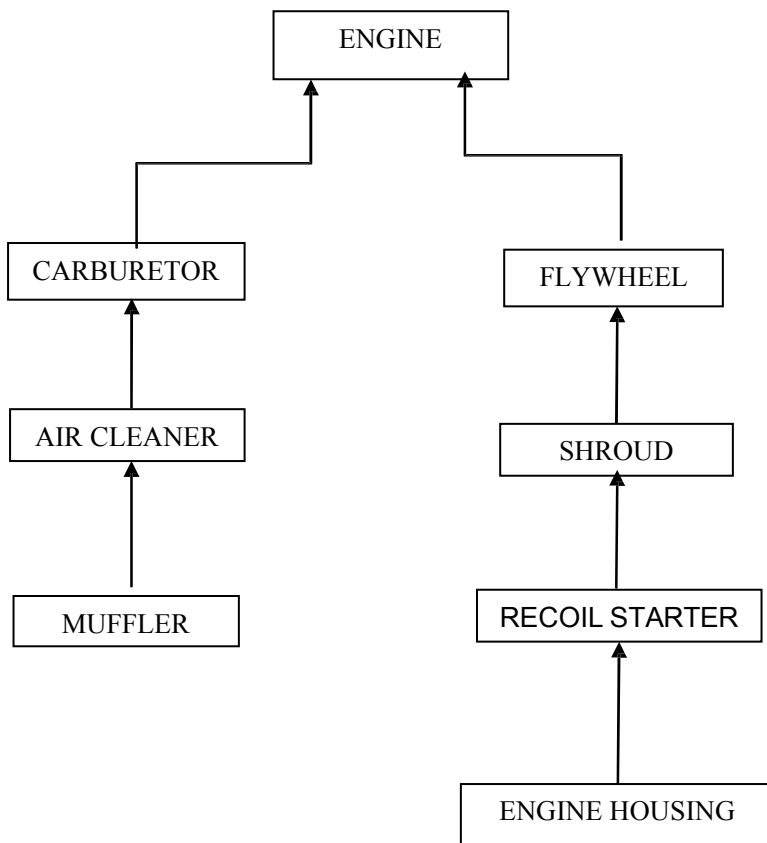 ENGINE
CARBURETOR
FLYWHEEL
AIR CLEANER
SHROUD
MUFFLER
RECOIL STARTER
ENGINE HOUSING